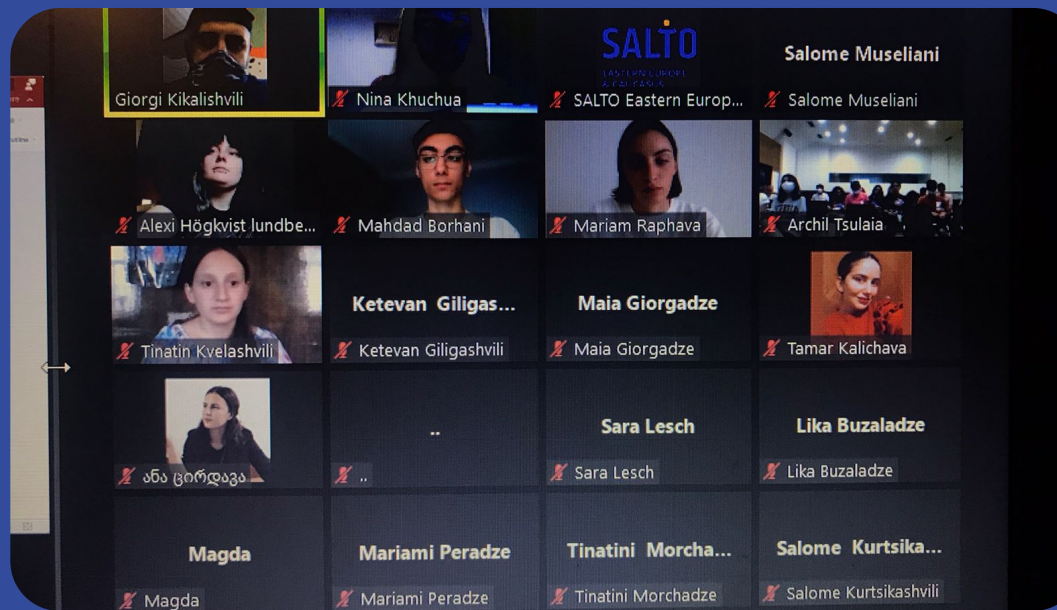 SALTO
EASTERN EUROPE
& CAUCASUS
Salome Museliani
Giorgi Kikalishvili
Nina Khuchua
SALTO Eastern Europ...
Salome Museliani
Alexi Högkvist lundbe...
Mahdad Borhani
Mariam Raphava
Archil Tsulaia
Ketevan Giligas...
Maia Giorgadze
Tinatin Kvelashvili
Ketevan Giligashvili
Maia Giorgadze
Tamar Kalichava
..
Sara Lesch
Lika Buzaladze
ანა ცირდავა
..
Sara Lesch
Lika Buzaladze
Magda
Mariami Peradze
Tinatini Morcha...
Salome Kurtsika...
Magda
Mariami Peradze
Tinatini Morchadze
Salome Kurtsikashvili